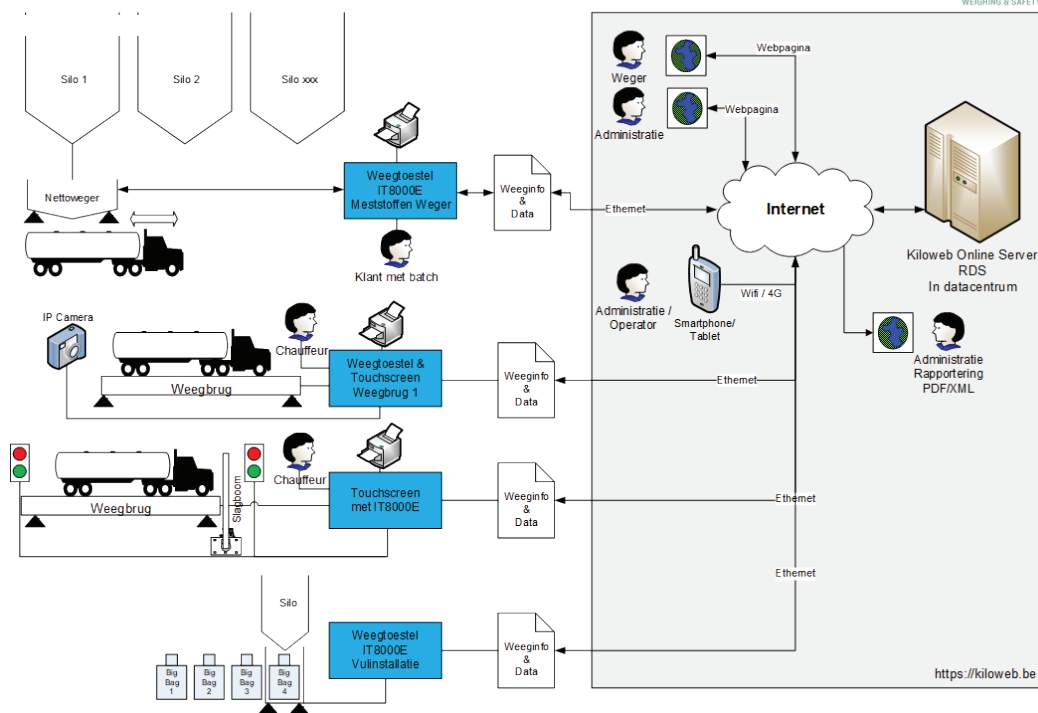 WEIGHING & SAFETY
Silo 1
Silo 2
Silo xxx
Nettoweger
Weegtoestel
IT8000E
Meststoffen Weger
Klant met batch
Weeginfo
&
Data
Ethernet
Weger
Webpagina
Administratie
Webpagina
Internet
Kiloweb Online Server
RDS
In datacentrum
Administratie /
Operator
Smartphone/
Tablet
Wifi / 4G
Administratie
Rapportering
PDF/XML
IP Camera
Chauffeur
Weegbrug
Weegtoestel &
Touchscreen
Weegbrug 1
Weeginfo
&
Data
Ethernet
Weegbrug
Slagboom
Chauffeur
Touchscreen
met IT8000E
Weeginfo
&
Data
Ethernet
Silo
Big
Bag
1
Big
Bag
2
Big
Bag
3
Big
Bag
4
Weegtoestel
IT8000E
Vulinstallatie
Weeginfo
&
Data
Ethernet
https://kiloweb.be